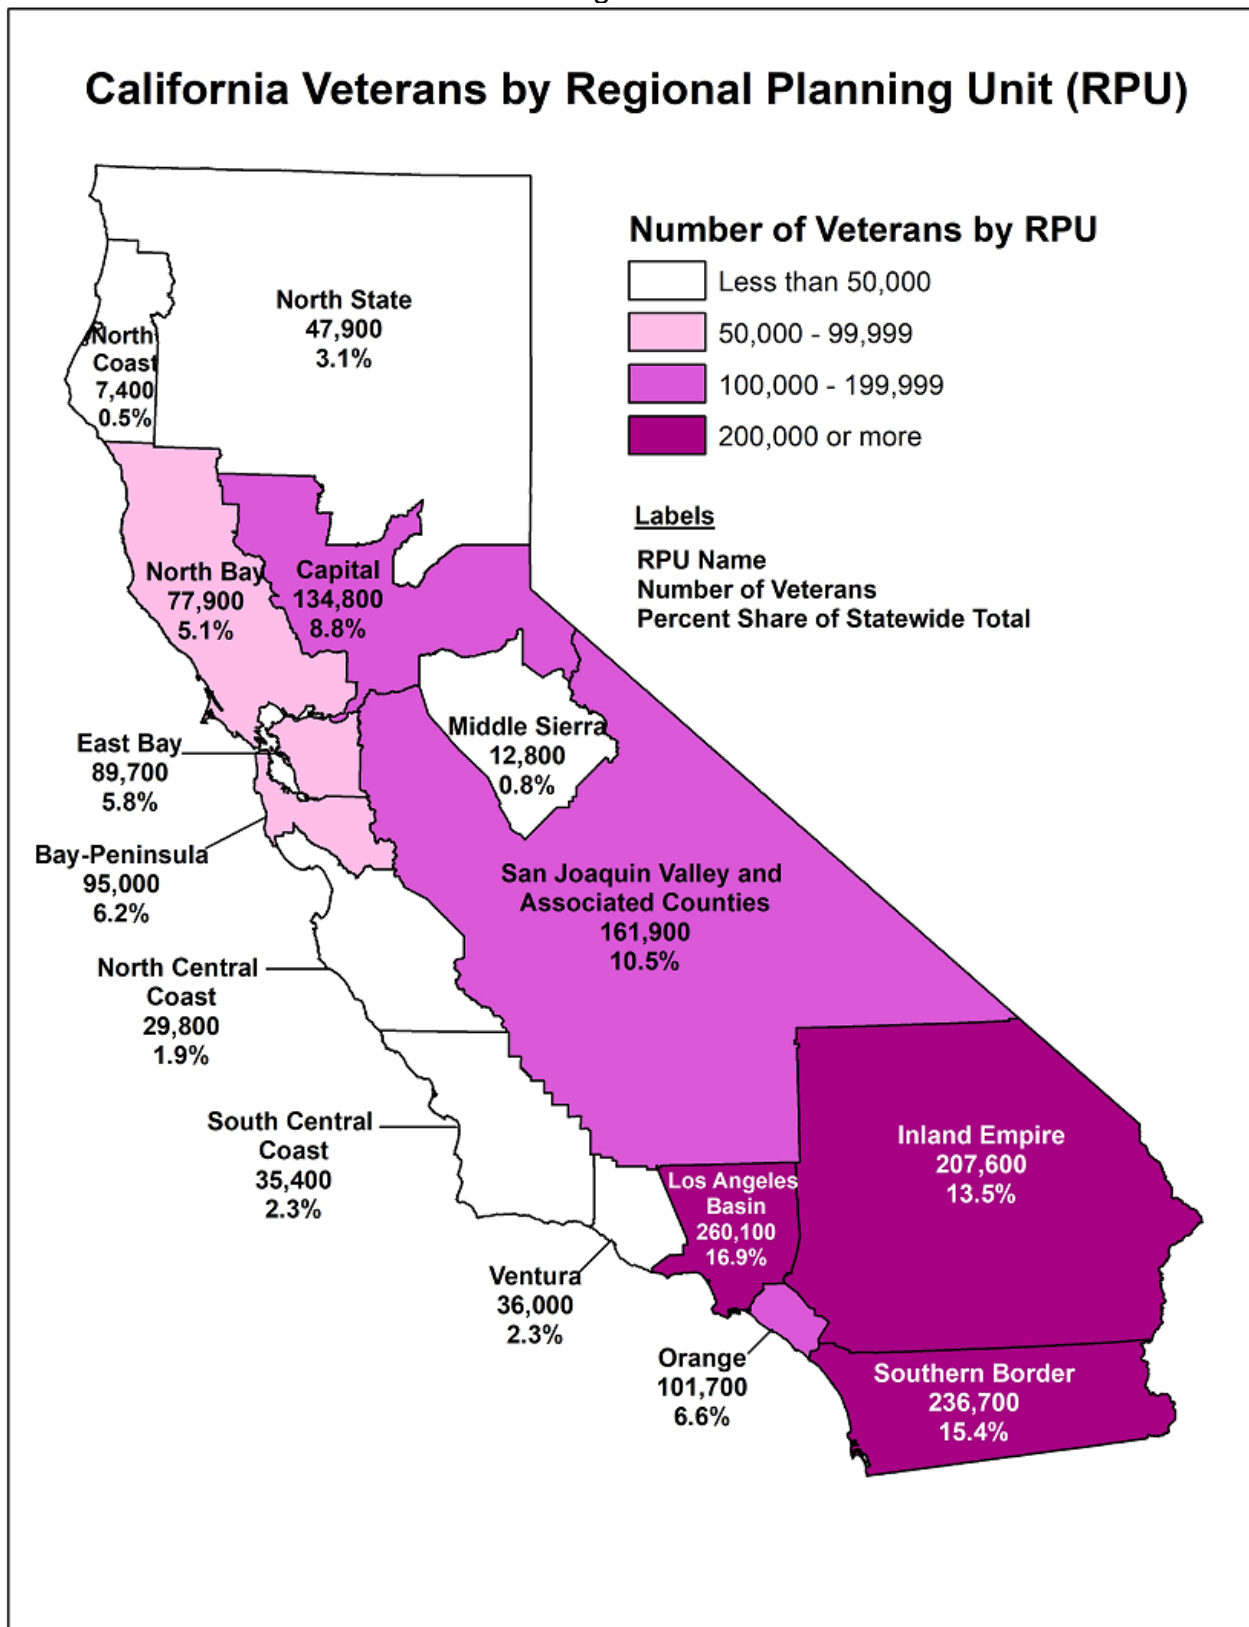 California Veterans by Regional Planning Unit (RPU)
Number of Veterans by RPU
Less than 50,000
50,000 - 99,999
100,000 - 199,999
200,000 or more
Labels
RPU Name
Number of Veterans
Percent Share of Statewide Total
North State
47,900
3.1%
North
Coast
7,400
0.5%
North Bay
77,900
5.1%
Capital
134,800
8.8%
Middle Sierra
12,800
0.8%
East Bay
89,700
5.8%
Bay-Peninsula
95,000
6.2%
San Joaquin Valley and
Associated Counties
161,900
10.5%
North Central
Coast
29,800
1.9%
South Central
Coast
35,400
2.3%
Inland Empire
207,600
13.5%
Los Angeles
Basin
260,100
16.9%
Ventura
36,000
2.3%
Orange
101,700
6.6%
Southern Border
236,700
15.4%